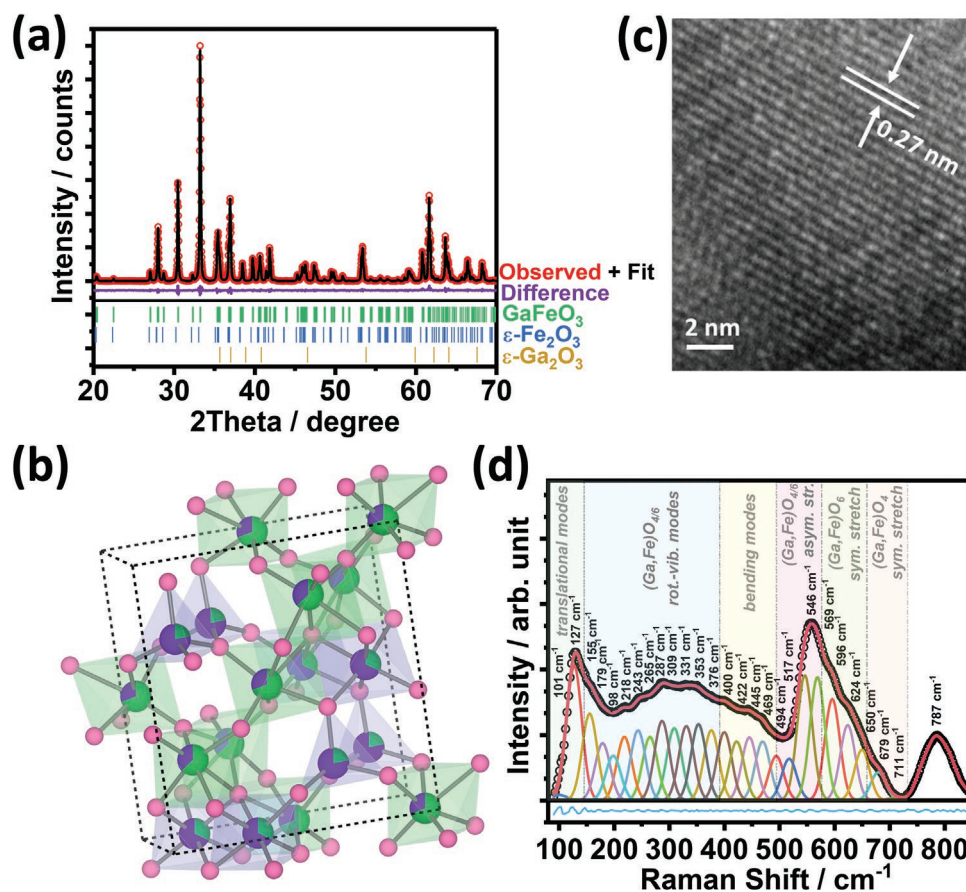 (a)
Intensity / counts
Observed + Fit
Difference
GaFeO₃
ε-Fe₂O₃
ε-Ga₂O₃
20 30 40 50 60 70
2Theta / degree
(b)
(c)
0.27 nm
2 nm
(d)
Intensity / arb. unit
translational modes
(Ga,Fe)O₄/₆
rot.-vib. modes
bending modes
(Ga,Fe)O₄/₆
asym. str.
(Ga,Fe)O₆
sym. stretch
(Ga,Fe)O₄
sym. stretch
101 cm⁻¹
127 cm⁻¹
155 cm⁻¹
179 cm⁻¹
98 cm⁻¹
218 cm⁻¹
243 cm⁻¹
265 cm⁻¹
287 cm⁻¹
309 cm⁻¹
331 cm⁻¹
353 cm⁻¹
376 cm⁻¹
400 cm⁻¹
422 cm⁻¹
445 cm⁻¹
469 cm⁻¹
494 cm⁻¹
517 cm⁻¹
546 cm⁻¹
569 cm⁻¹
596 cm⁻¹
624 cm⁻¹
650 cm⁻¹
679 cm⁻¹
711 cm⁻¹
787 cm⁻¹
100 200 300 400 500 600 700 800
Raman Shift / cm⁻¹